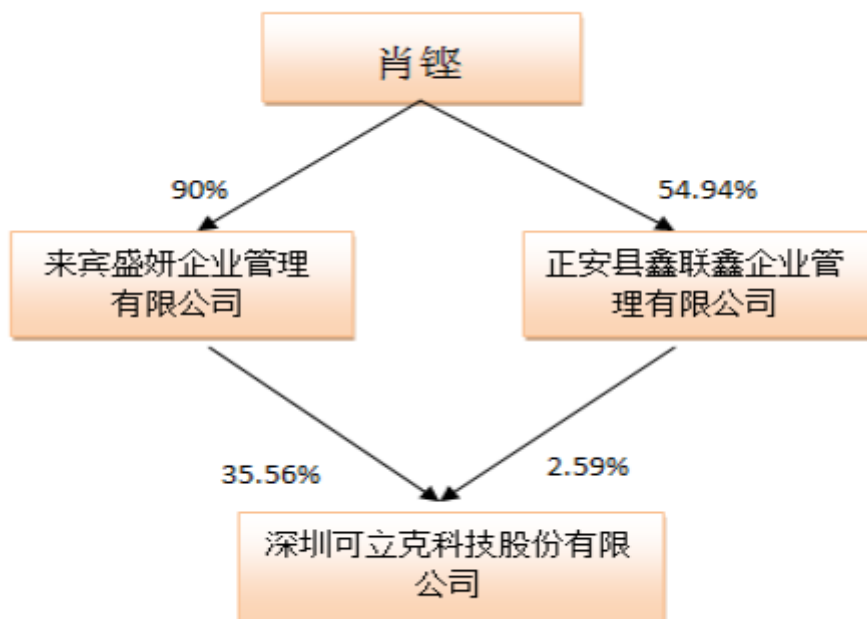 肖铿
90%
54.94%
来宾盛妍企业管理
有限公司
正安县鑫联鑫企业管
理有限公司
35.56%
2.59%
深圳可立克科技股份有限
公司